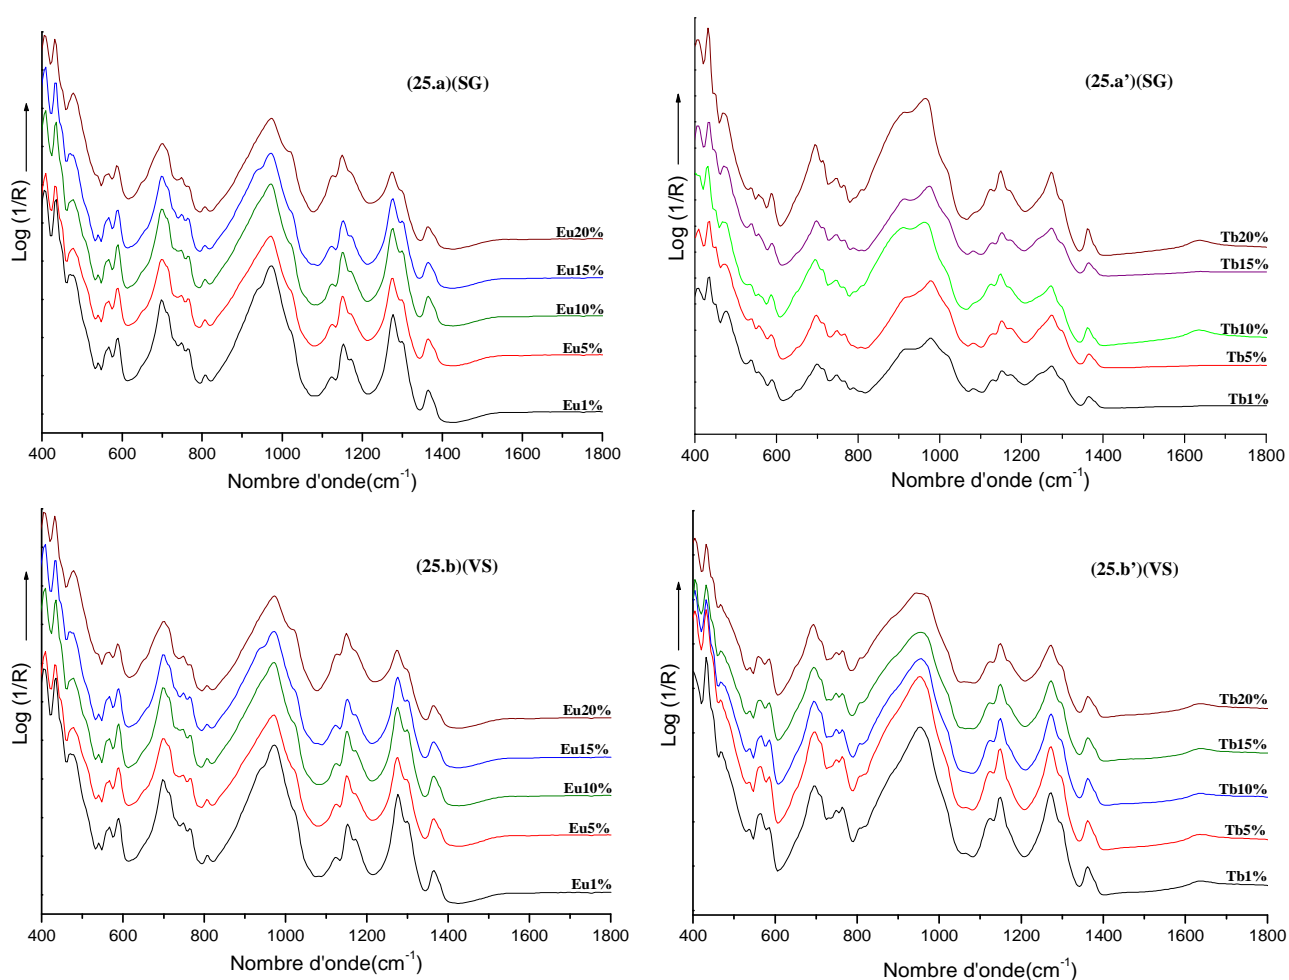 (25.a)(SG)
Log (1/R)
Eu20%
Eu15%
Eu10%
Eu5%
Eu1%
400 600 800 1000 1200 1400 1600 1800
Nombre d'onde(cm-1)
(25.a’)(SG)
Log (1/R)
Tb20%
Tb15%
Tb10%
Tb5%
Tb1%
400 600 800 1000 1200 1400 1600 1800
Nombre d'onde (cm-1)
(25.b)(VS)
Log (1/R)
Eu20%
Eu15%
Eu10%
Eu5%
Eu1%
400 600 800 1000 1200 1400 1600 1800
Nombre d'onde(cm-1)
(25.b’)(VS)
Log (1/R)
Tb20%
Tb15%
Tb10%
Tb5%
Tb1%
400 600 800 1000 1200 1400 1600 1800
Nombre d'onde(cm-1)